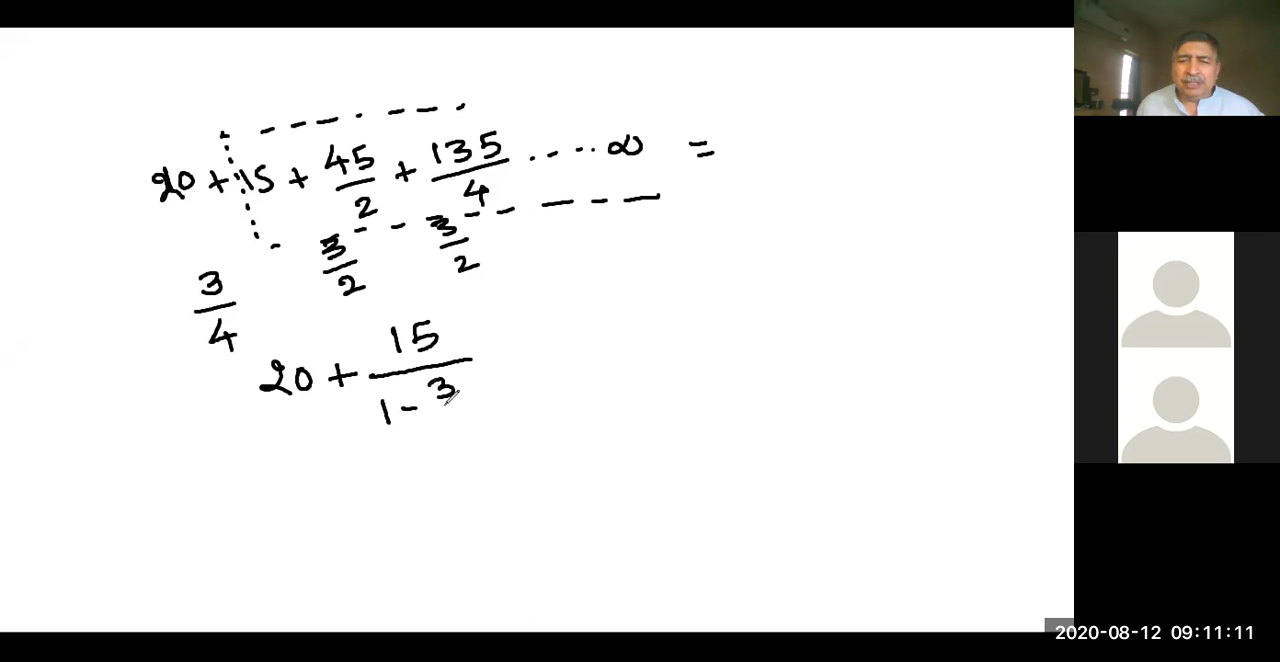 20 + 15 + 45/2 + 135/4 ....∞ =
3/2 3/2
3/4
20 + 15/(1 - 3
2020-08-12 09:11:11